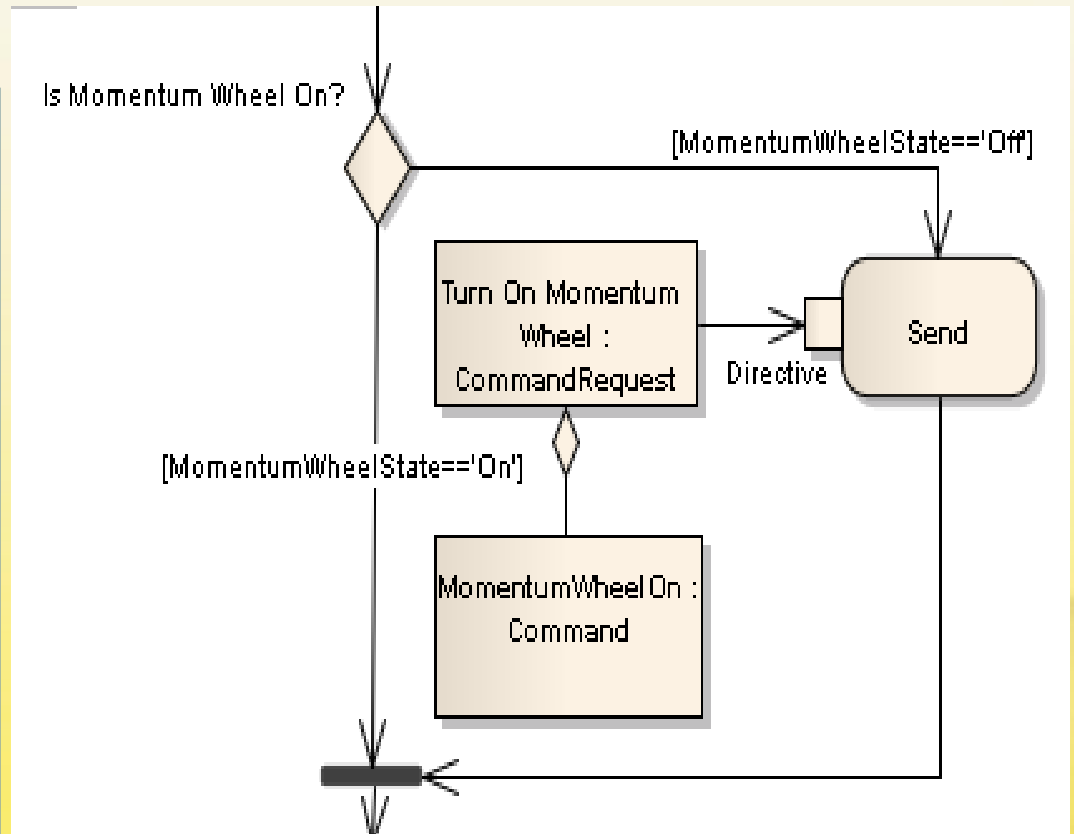 Is Momentum Wheel On?
[MomentumWheelState=='Off']
Turn On Momentum
Wheel :
CommandRequest
Directive
Send
[MomentumWheelState=='On']
MomentumWheelOn :
Command